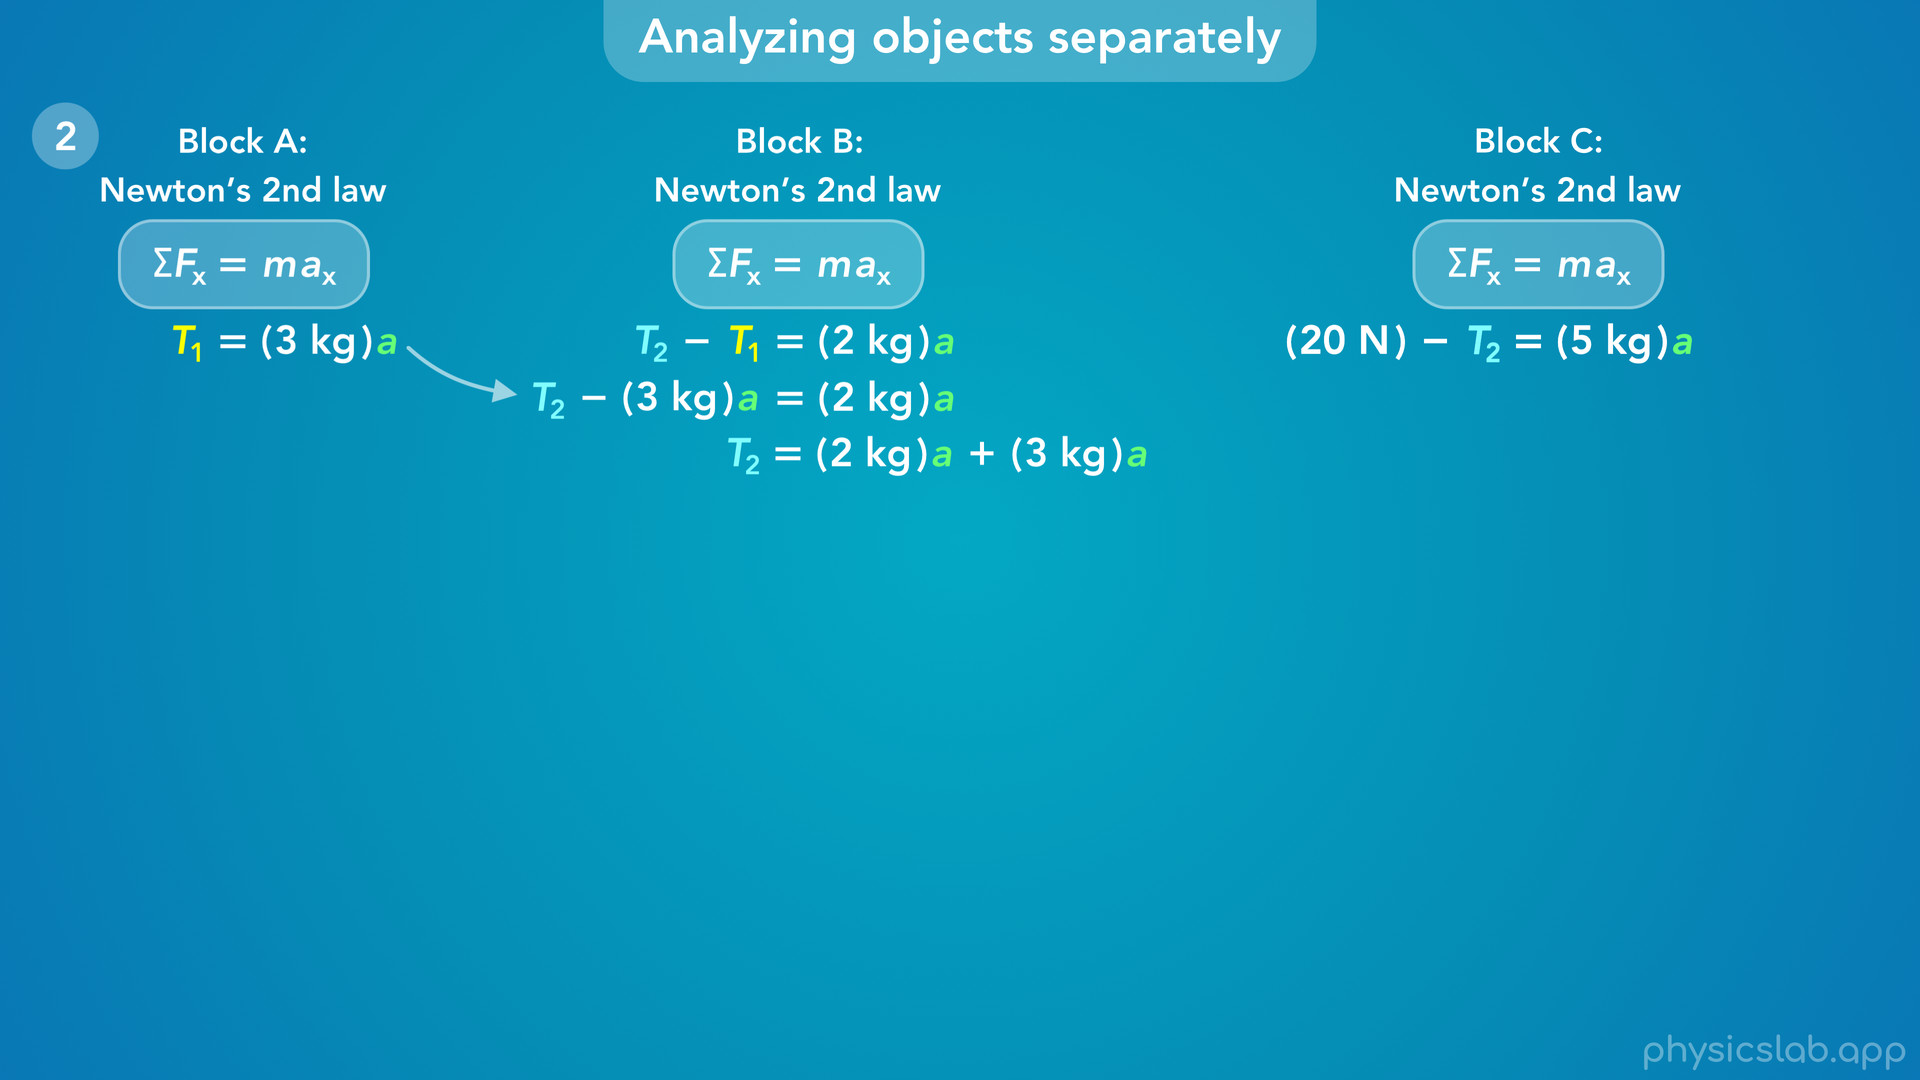 Analyzing objects separately
2
Block A:
Newton’s 2nd law
ΣFₓ = maₓ
T₁ = (3 kg)a
Block B:
Newton’s 2nd law
ΣFₓ = maₓ
T₂ − T₁ = (2 kg)a
T₂ − (3 kg)a = (2 kg)a
T₂ = (2 kg)a + (3 kg)a
Block C:
Newton’s 2nd law
ΣFₓ = maₓ
(20 N) − T₂ = (5 kg)a
physicslab.app